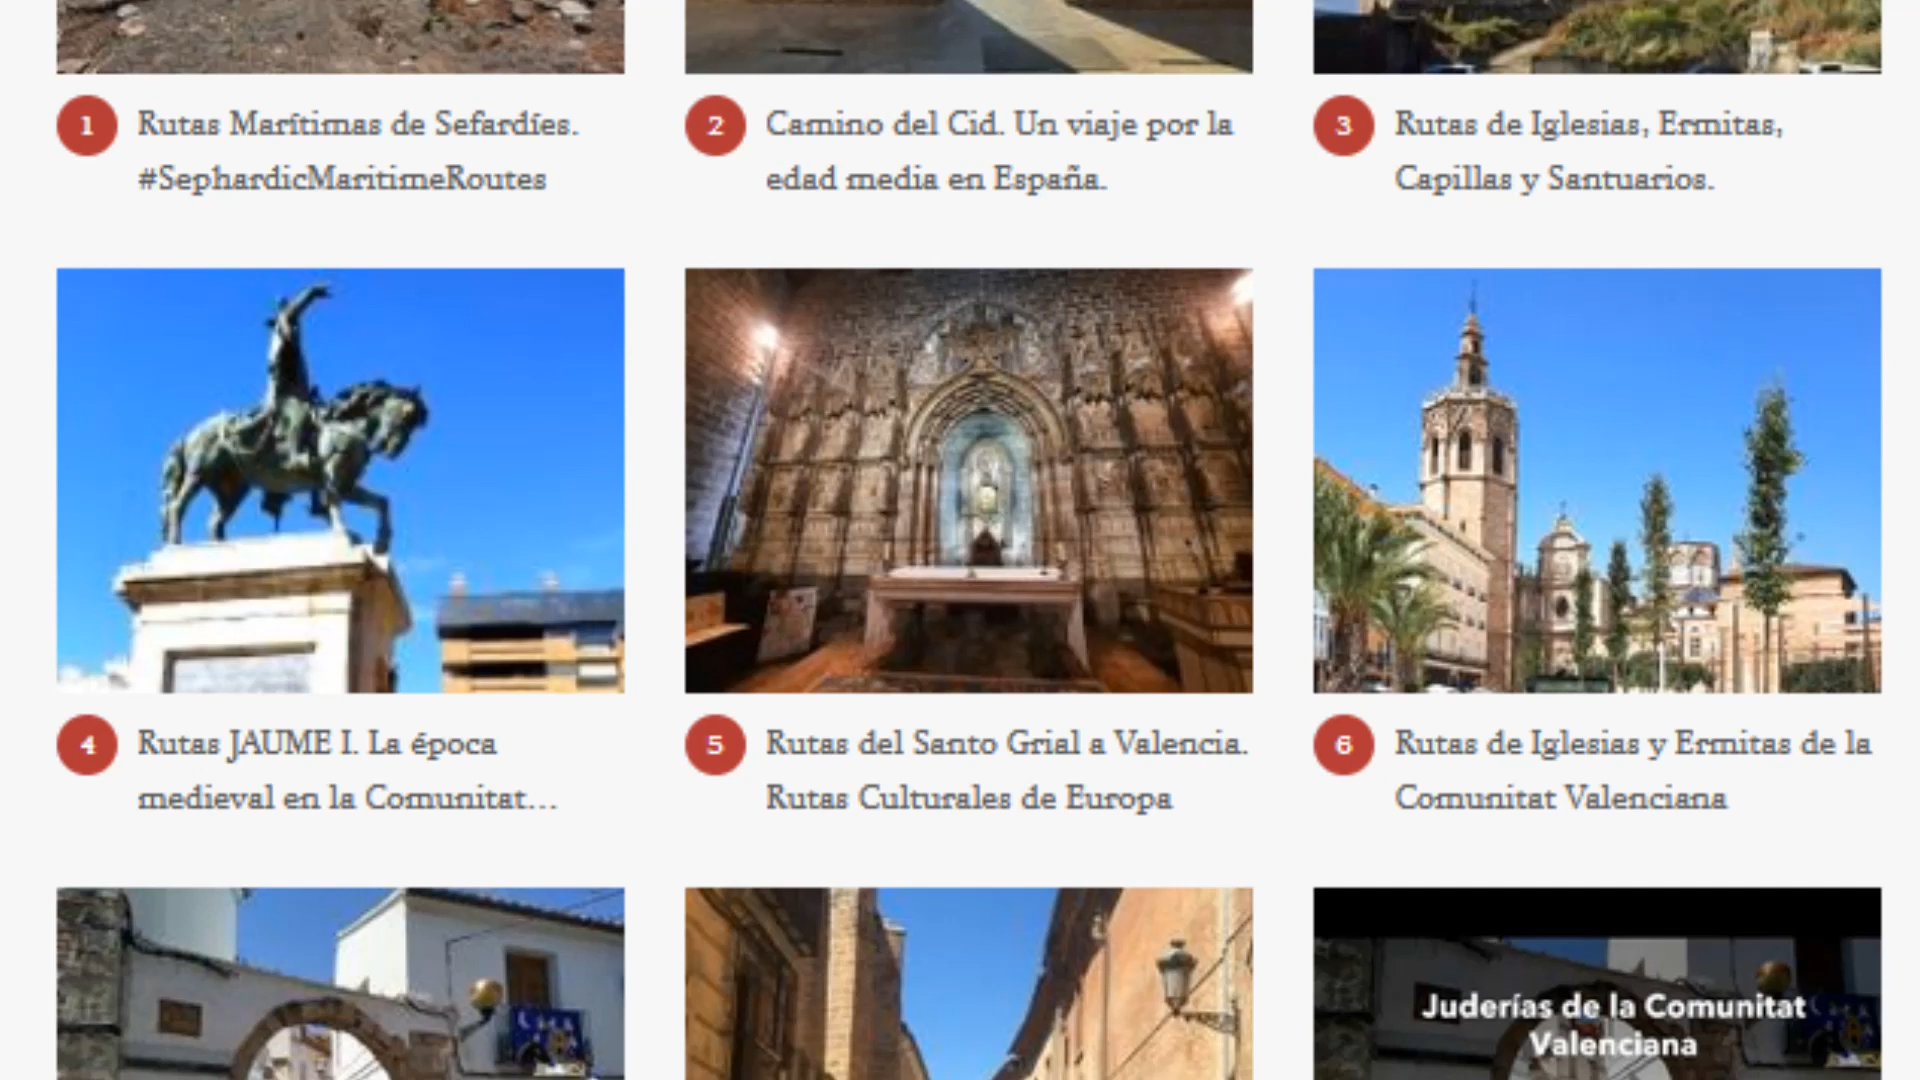 1 Rutas Marítimas de Sefardíes.
#SephardicMaritimeRoutes
2 Camino del Cid. Un viaje por la
edad media en España.
3 Rutas de Iglesias, Ermitas,
Capillas y Santuarios.
4 Rutas JAUME I. La época
medieval en la Comunitat...
5 Rutas del Santo Grial a Valencia.
Rutas Culturales de Europa
6 Rutas de Iglesias y Ermitas de la
Comunitat Valenciana
Juderías de la Comunitat
Valenciana